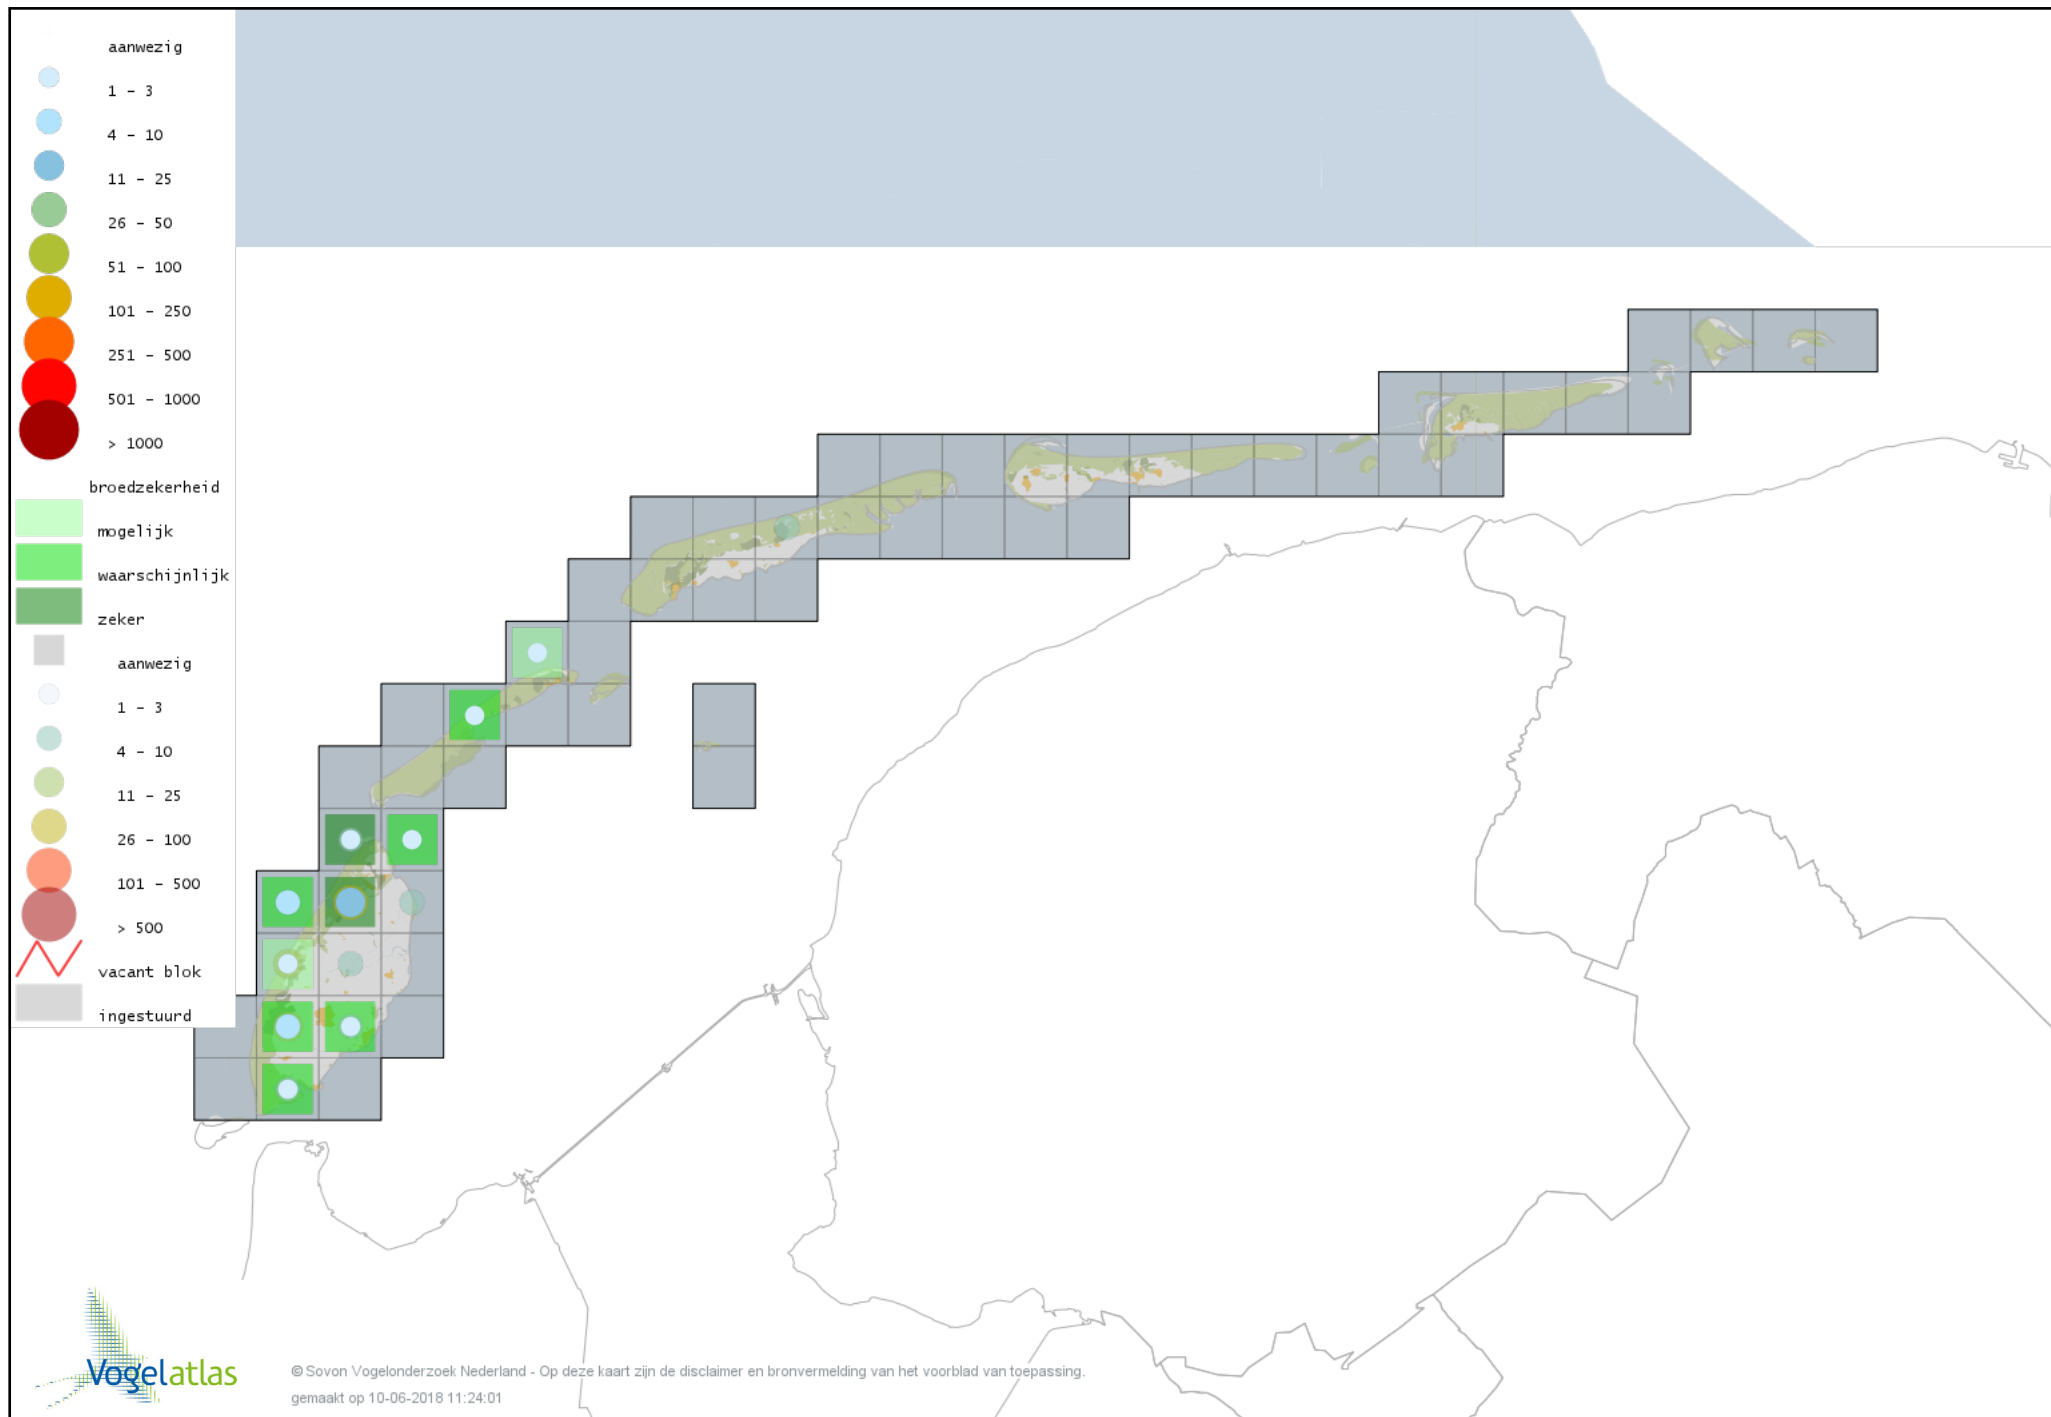 aanwezig
1 - 3
4 - 10
11 - 25
26 - 50
51 - 100
101 - 250
251 - 500
501 - 1000
> 1000
broedzekerheid
mogelijk
waarschijnlijk
zeker
aanwezig
1 - 3
4 - 10
11 - 25
26 - 100
101 - 500
> 500
vacant blok
ingestuurd
Vogelatlas
© Sovon Vogelonderzoek Nederland - Op deze kaart zijn de disclaimer en bronvermelding van het voorblad van toepassing.
gemaakt op 10-06-2018 11:24:01